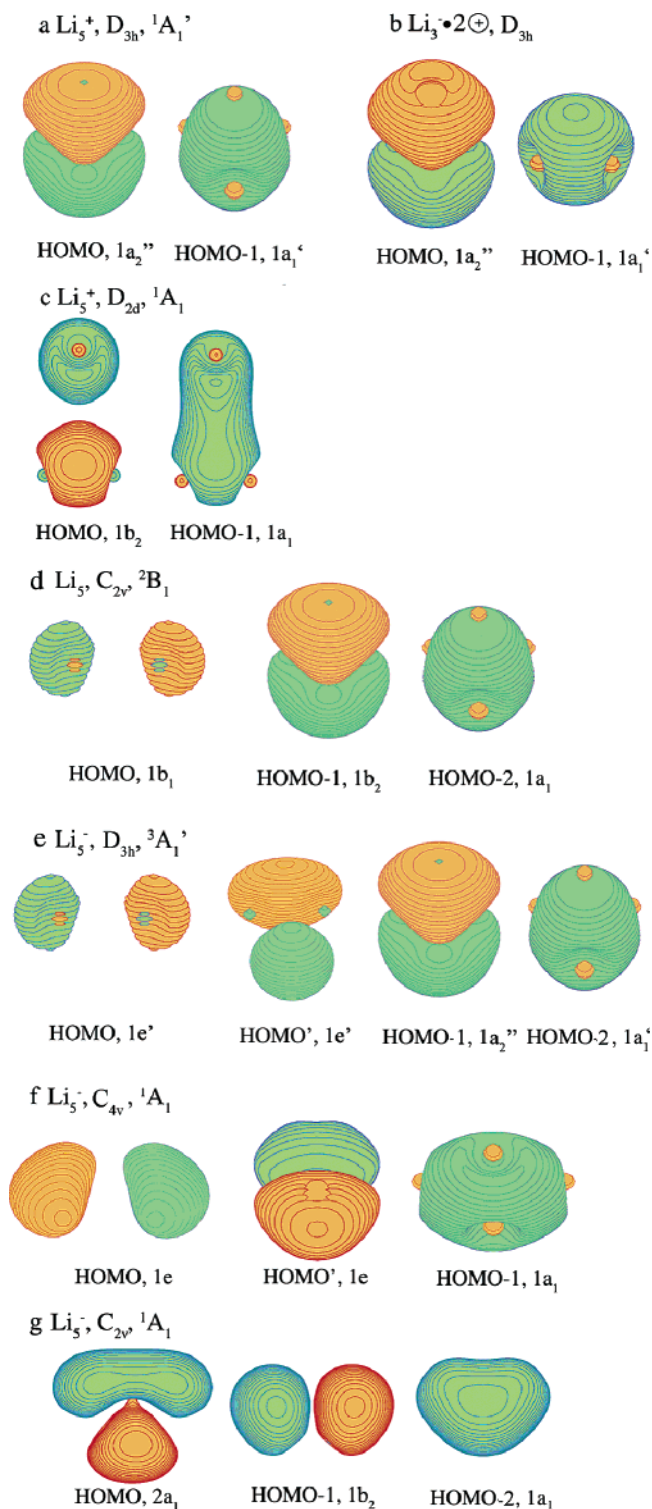 a Li₅⁺, D₃ₕ, ¹A₁’ b Li₃⁻•2⊕, D₃ₕ
HOMO, 1a₂” HOMO-1, 1a₁‘ HOMO, 1a₂” HOMO-1, 1a₁‘
c Li₅⁺, D₂d, ¹A₁
HOMO, 1b₂ HOMO-1, 1a₁
d Li₅, C₂ᵥ, ²B₁
HOMO, 1b₁ HOMO-1, 1b₂ HOMO-2, 1a₁
e Li₅⁻, D₃ₕ, ³A₁’
HOMO, 1e’ HOMO’, 1e’ HOMO-1, 1a₂” HOMO-2, 1a₁‘
f Li₅⁻, C₄ᵥ, ¹A₁
HOMO, 1e HOMO’, 1e HOMO-1, 1a₁
g Li₅⁻, C₂ᵥ, ¹A₁
HOMO, 2a₁ HOMO-1, 1b₂ HOMO-2, 1a₁